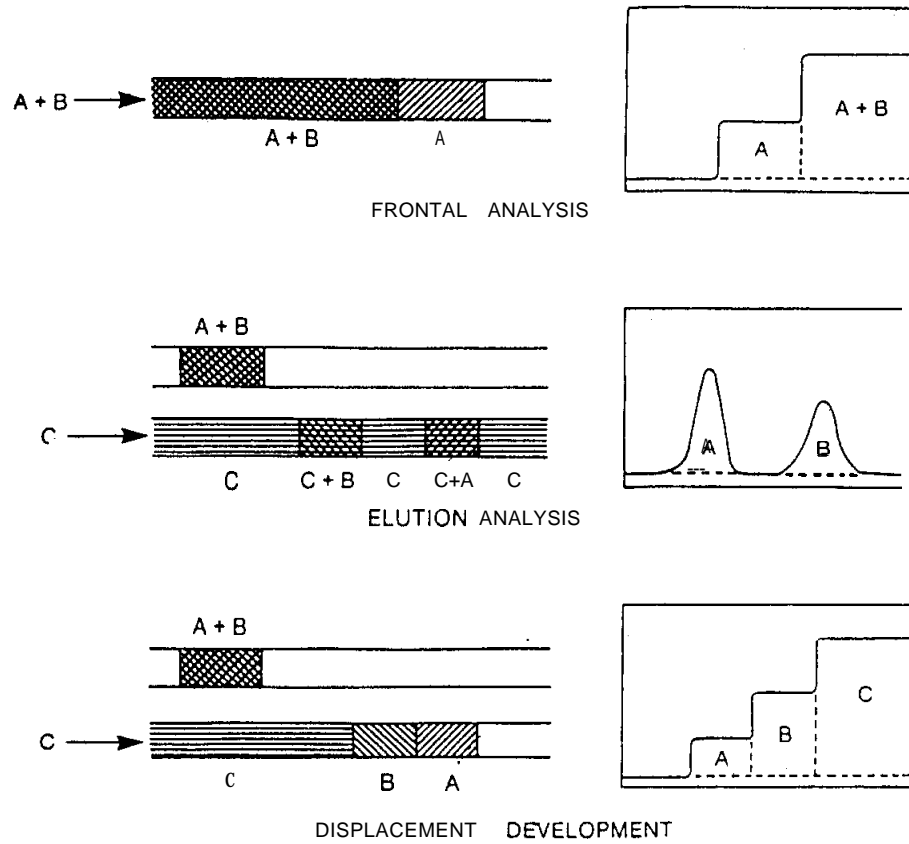 A + B
A + B A
A
A + B
FRONTAL ANALYSIS
A + B
C
C C + B C C+A C
A
B
ELUTION ANALYSIS
A + B
C
C B A
A
B
C
DISPLACEMENT DEVELOPMENT